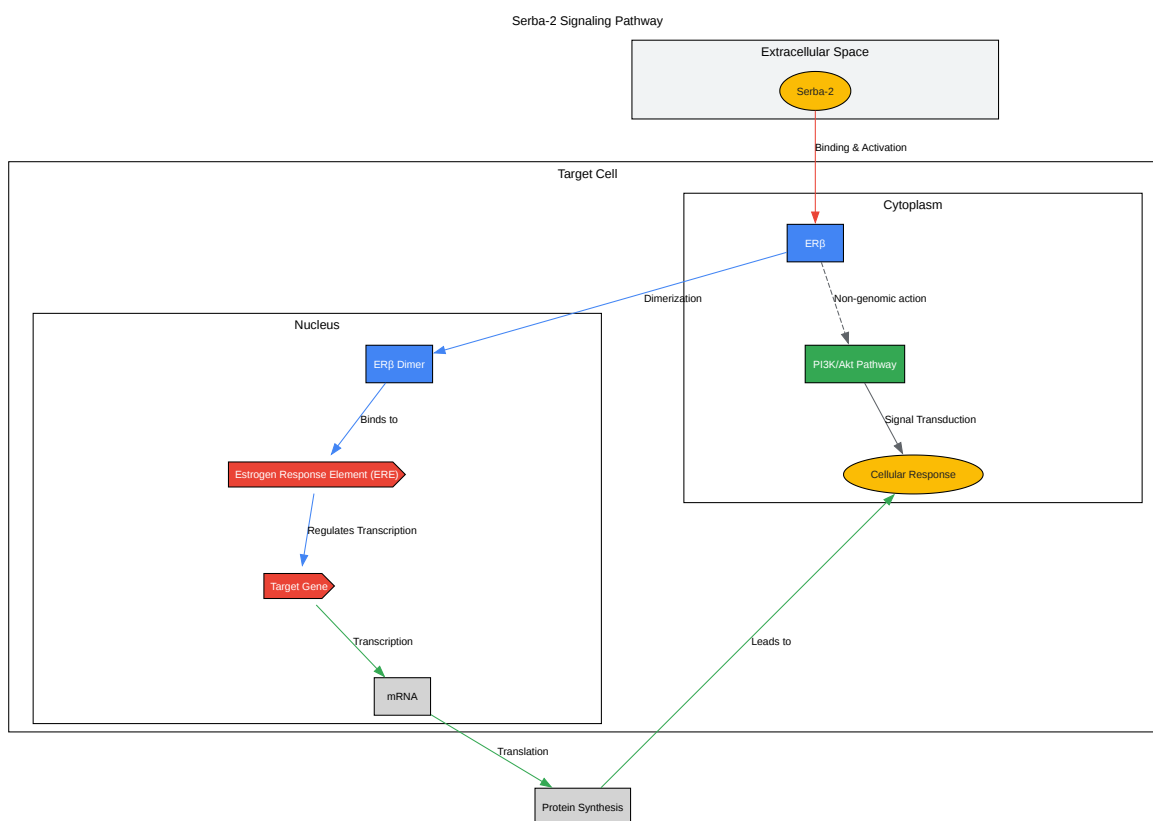 Serba-2 Signaling Pathway
Extracellular Space
Serba-2
Binding & Activation
Target Cell
Cytoplasm
ERβ
Dimerization
Non-genomic action
Nucleus
ERβ Dimer
PI3K/Akt Pathway
Binds to
Signal Transduction
Estrogen Response Element (ERE)
Cellular Response
Regulates Transcription
Target Gene
Transcription
Leads to
mRNA
Translation
Protein Synthesis